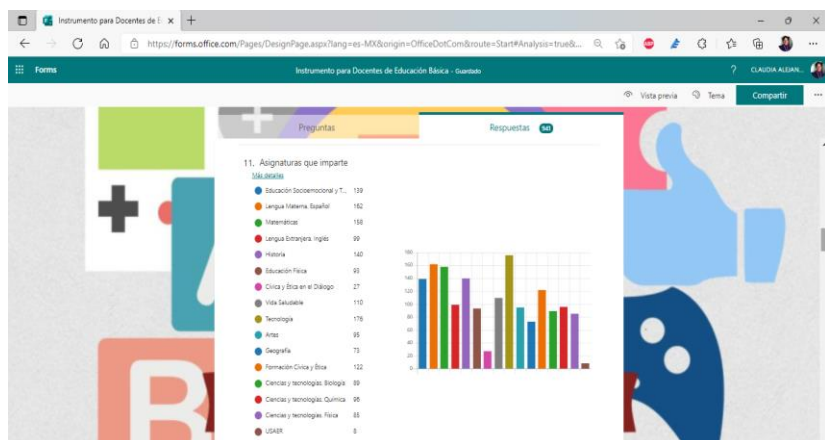 Instrumento para Docentes de E
https://forms.office.com/Pages/DesignPage.aspx?lang=es-MX&origin=OfficeDotCom&route=Start#Analysis=true&...
Forms
Instrumento para Docentes de Educación Básica - Guardado
? CLAUDIA ALEJAN...
Vista previa
Tema
Compartir
Preguntas
Respuestas
11. Asignaturas que imparte
Más detalles
Educación Socioemocional y T... 139
Lengua Materna. Español 162
Matemáticas 158
Lengua Extranjera. Inglés 99
Historia 140
Educación Física 93
Cívica y Ética en el Diálogo 27
Vida Saludable 110
Tecnología 176
Artes 95
Geografía 73
Formación Cívica y Ética 122
Ciencias y tecnologías: Biología 89
Ciencias y tecnologías: Química 96
Ciencias y tecnologías: Física 85
USAER 8
180
160
140
120
100
80
60
40
20
0
A
B